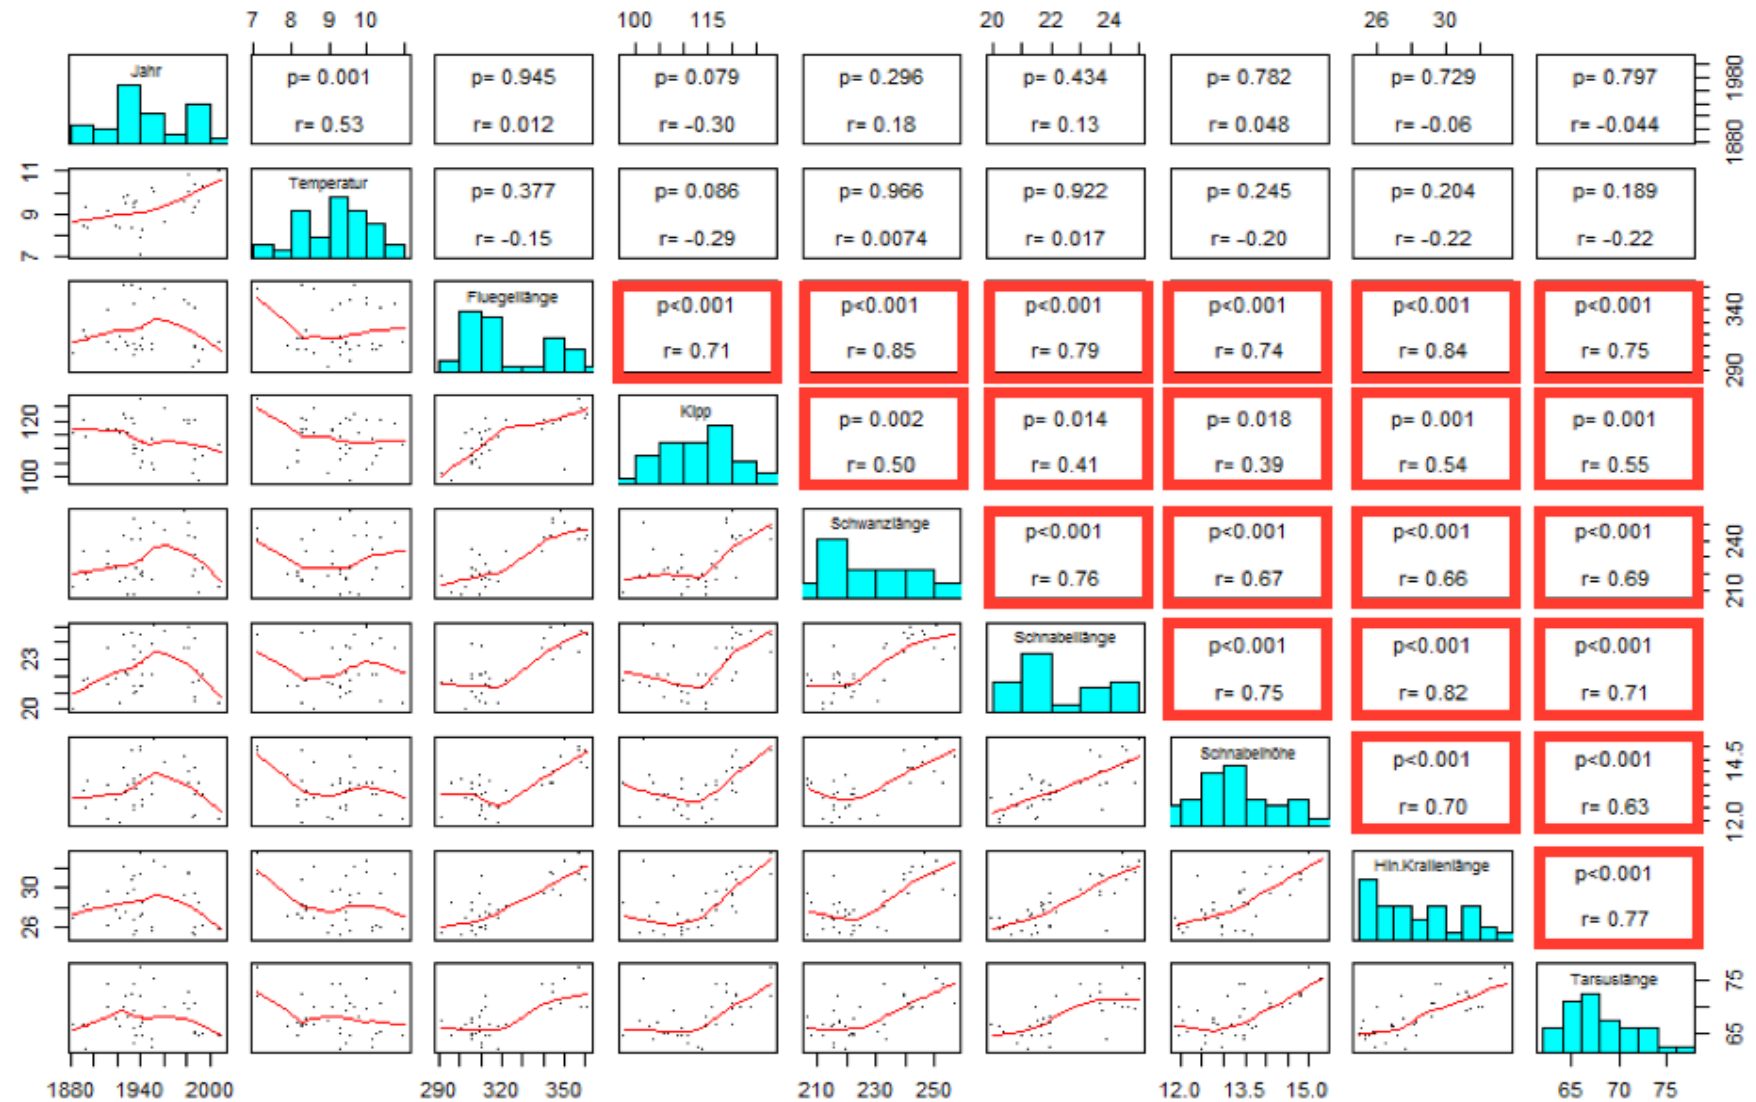 7 8 9 10 100 115 20 22 24 26 30
Jahr p= 0.001 p= 0.945 p= 0.079 p= 0.296 p= 0.434 p= 0.782 p= 0.729 p= 0.797
r= 0.53 r= 0.012 r= -0.30 r= 0.18 r= 0.13 r= 0.048 r= -0.06 r= -0.044
1880 1980
7 9 11
Temperatur p= 0.377 p= 0.086 p= 0.966 p= 0.922 p= 0.245 p= 0.204 p= 0.189
r= -0.15 r= -0.29 r= 0.0074 r= 0.017 r= -0.20 r= -0.22 r= -0.22
Fluegellänge p<0.001 p<0.001 p<0.001 p<0.001 p<0.001 p<0.001
r= 0.71 r= 0.85 r= 0.79 r= 0.74 r= 0.84 r= 0.75
290 340
100 120
Kipp p= 0.002 p= 0.014 p= 0.018 p= 0.001 p= 0.001
r= 0.50 r= 0.41 r= 0.39 r= 0.54 r= 0.55
Schwanzlänge p<0.001 p<0.001 p<0.001 p<0.001
r= 0.76 r= 0.67 r= 0.66 r= 0.69
210 240
20 23
Schnabellänge p<0.001 p<0.001 p<0.001
r= 0.75 r= 0.82 r= 0.71
Schnabelhöhe p<0.001 p<0.001
r= 0.70 r= 0.63
12.0 14.5
26 30
Hin.Krallenlänge p<0.001
r= 0.77
Tarsuslänge
65 75
1880 1940 2000 290 320 350 210 230 250 12.0 13.5 15.0 65 70 75